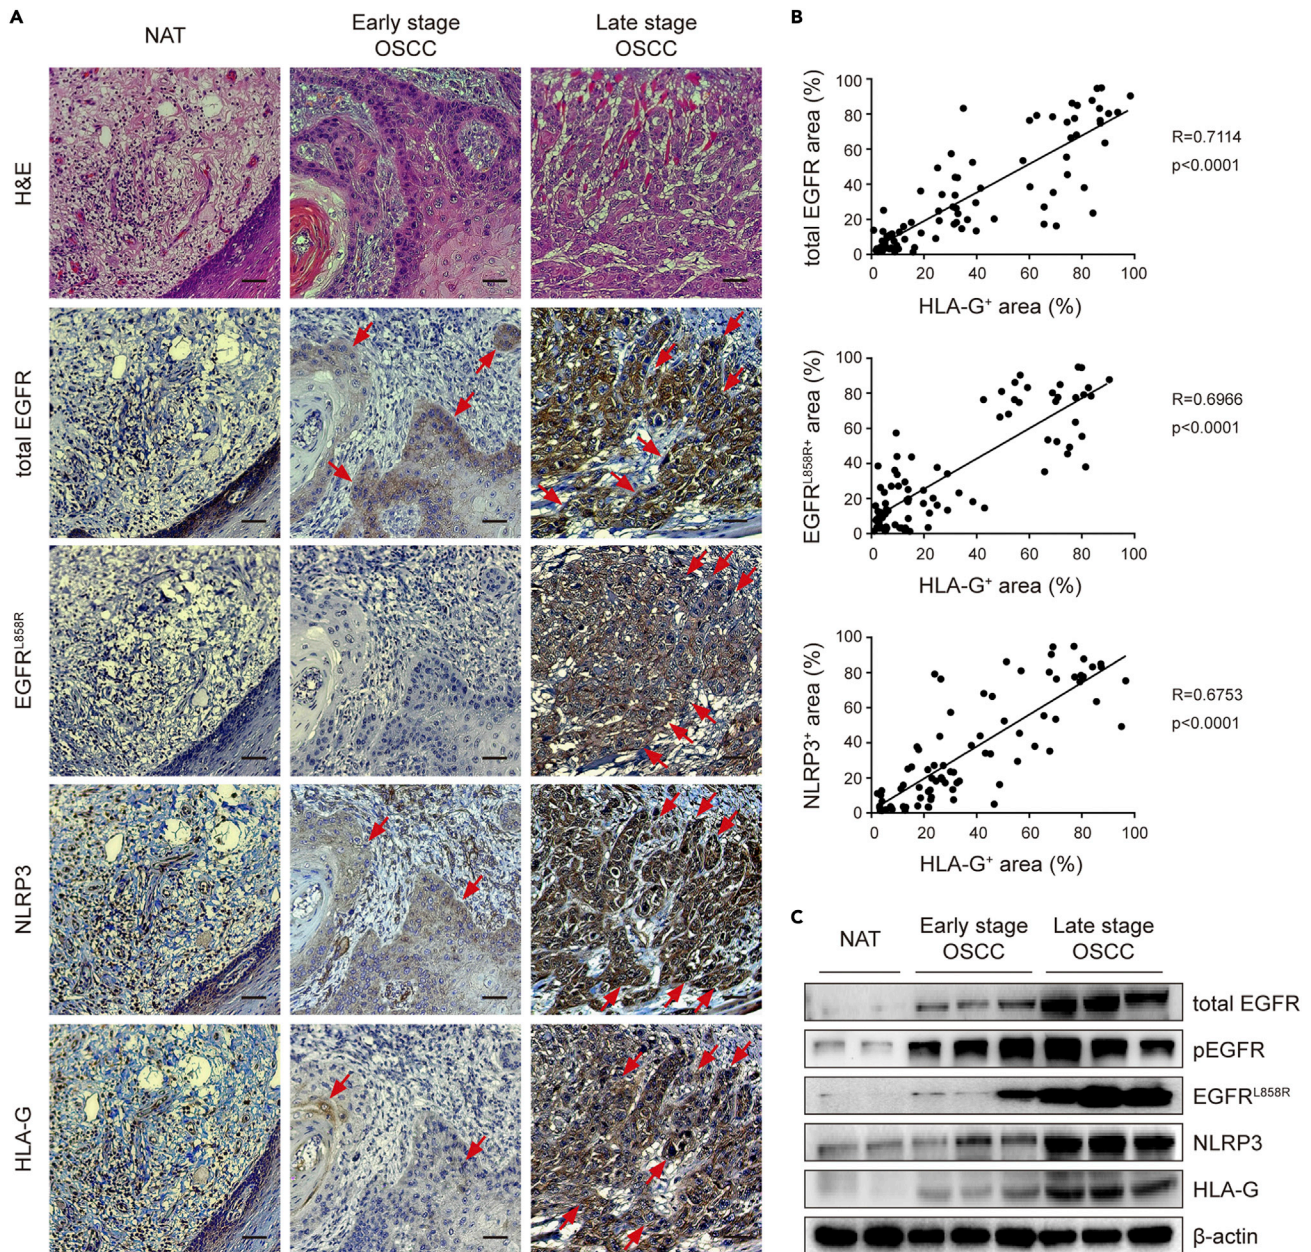 A
NAT
Early stage
OSCC
Late stage
OSCC
H&E
total EGFR
EGFR^L858R
NLRP3
HLA-G
B
total EGFR area (%)
100
80
60
40
20
0
0 20 40 60 80 100
HLA-G⁺ area (%)
R=0.7114
p<0.0001
EGFR^L858R+ area (%)
100
80
60
40
20
0
0 20 40 60 80 100
HLA-G⁺ area (%)
R=0.6966
p<0.0001
NLRP3⁺ area (%)
100
80
60
40
20
0
0 20 40 60 80 100
HLA-G⁺ area (%)
R=0.6753
p<0.0001
C
NAT
Early stage
OSCC
Late stage
OSCC
total EGFR
pEGFR
EGFR^L858R
NLRP3
HLA-G
β-actin